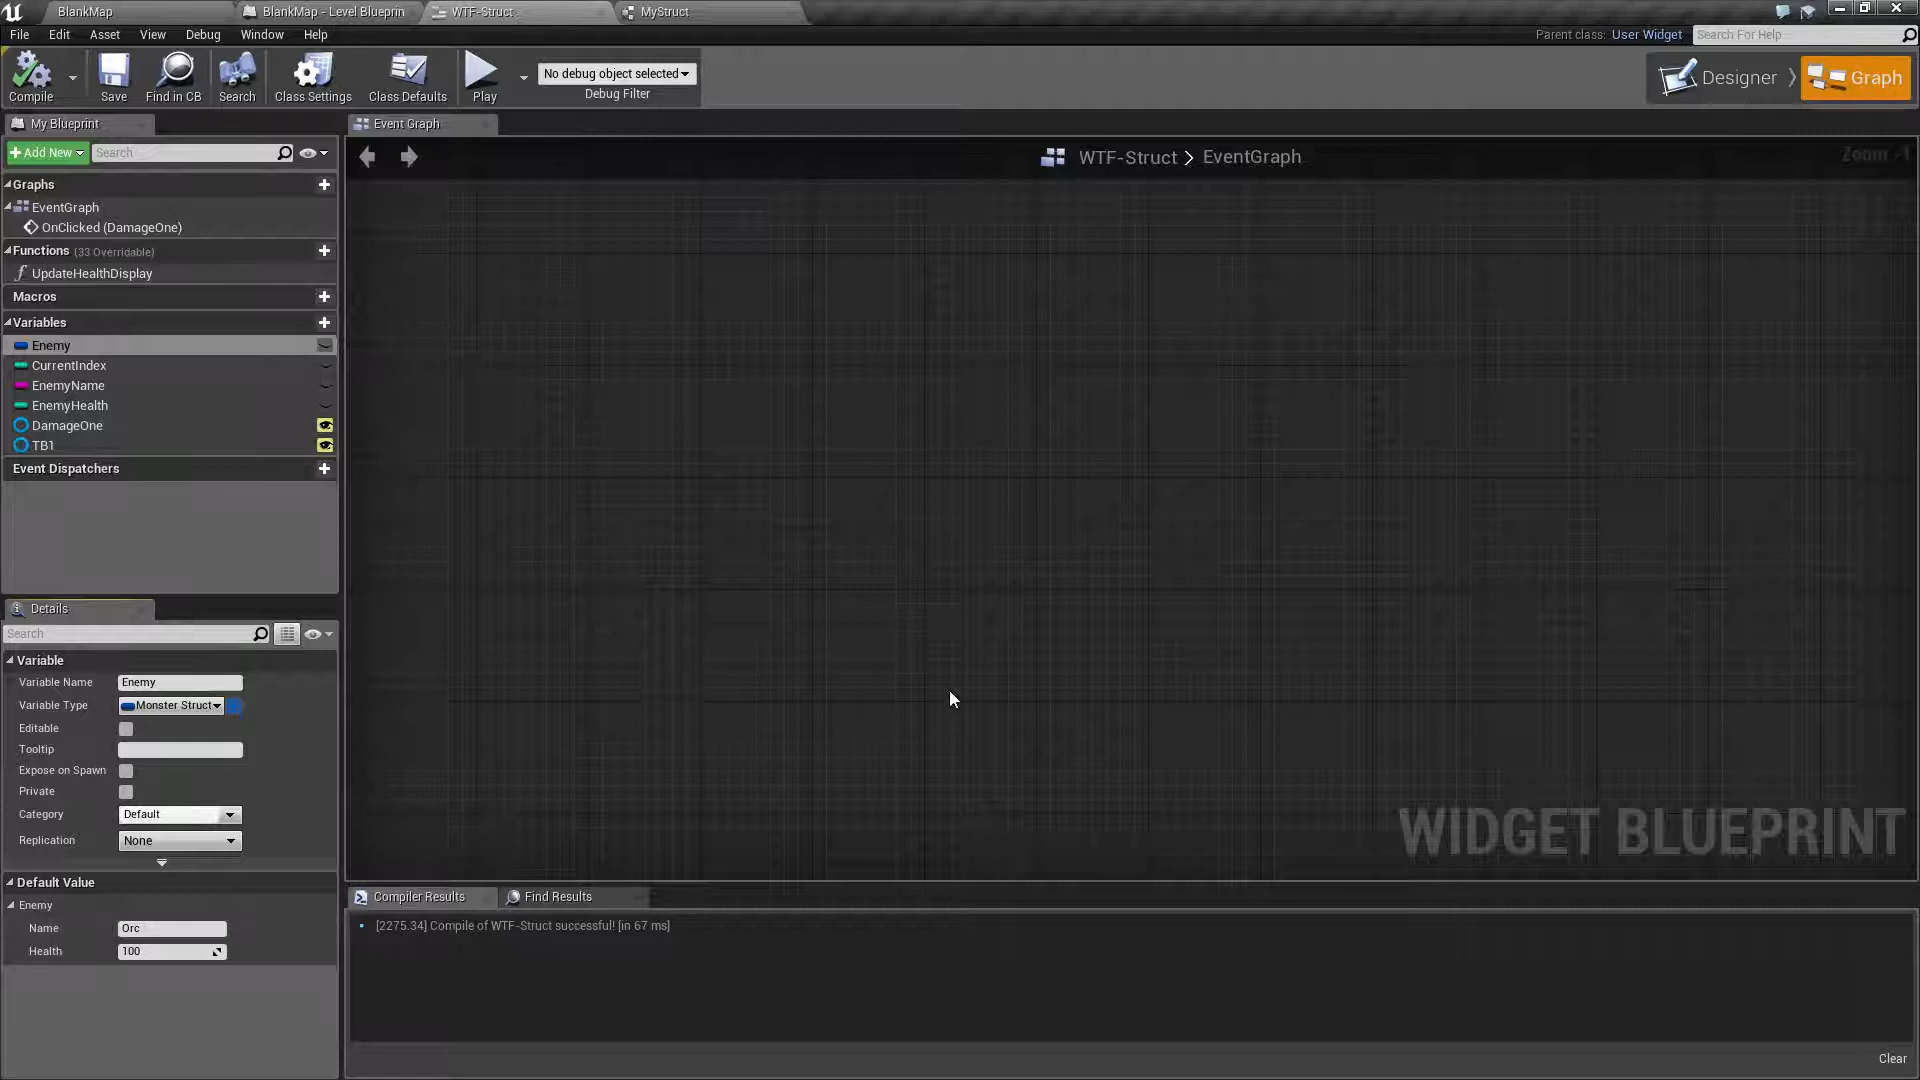 BlankMap
BlankMap - Level Blueprin
WTF-Struct
MyStruct
File Edit Asset View Debug Window Help
Parent class: User Widget
Search For Help
Compile
Save
Find in CB
Search
Class Settings
Class Defaults
Play
No debug object selected
Debug Filter
Designer
Graph
My Blueprint
Event Graph
Add New
Search
WTF-Struct > EventGraph
Zoom -1
Graphs
EventGraph
OnClicked (DamageOne)
Functions (33 Overridable)
UpdateHealthDisplay
Macros
Variables
Enemy
CurrentIndex
EnemyName
EnemyHealth
DamageOne
TB1
Event Dispatchers
Details
Search
Variable
Variable Name Enemy
Variable Type Monster Struct
Editable
Tooltip
Expose on Spawn
Private
Category Default
Replication None
Default Value
Enemy
Name Orc
Health 100
WIDGET BLUEPRINT
Compiler Results
Find Results
[2275.34] Compile of WTF-Struct successful! [in 67 ms]
Clear